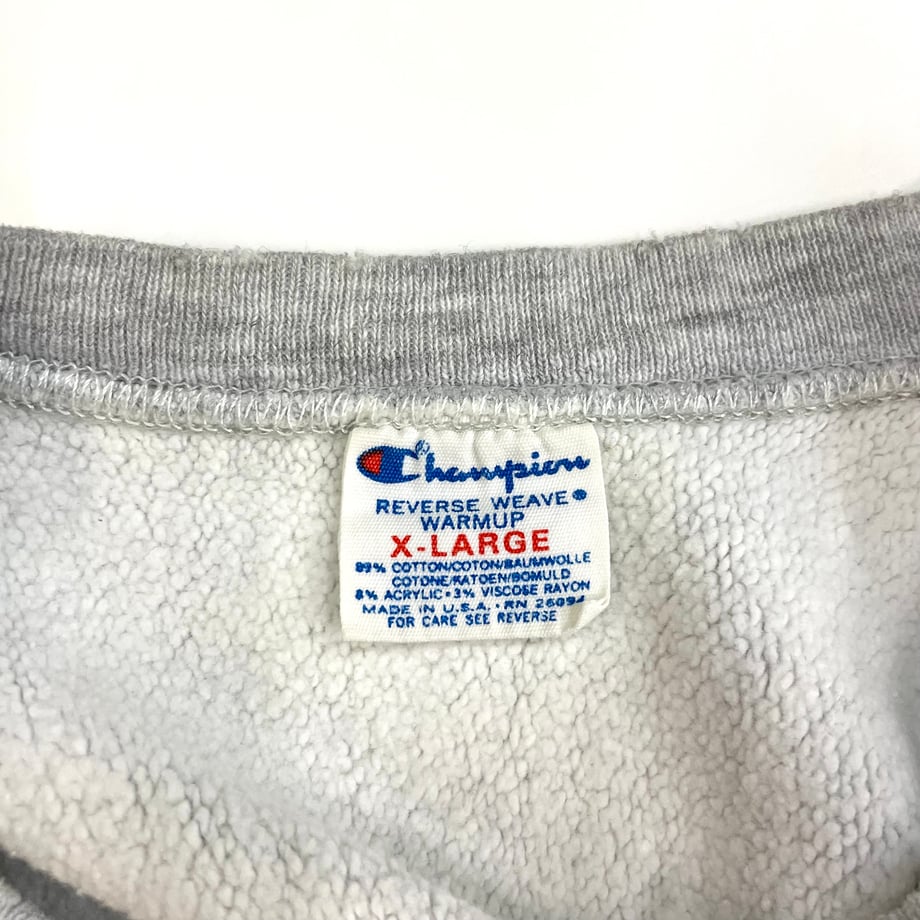 Champion®
REVERSE WEAVE®
WARMUP
X-LARGE
89% COTTON/COTON/BAUMWOLLE
COTONE/KATOEN/BOMULD
8% ACRYLIC • 3% VISCOSE RAYON
MADE IN U.S.A. • RN 26094
FOR CARE SEE REVERSE